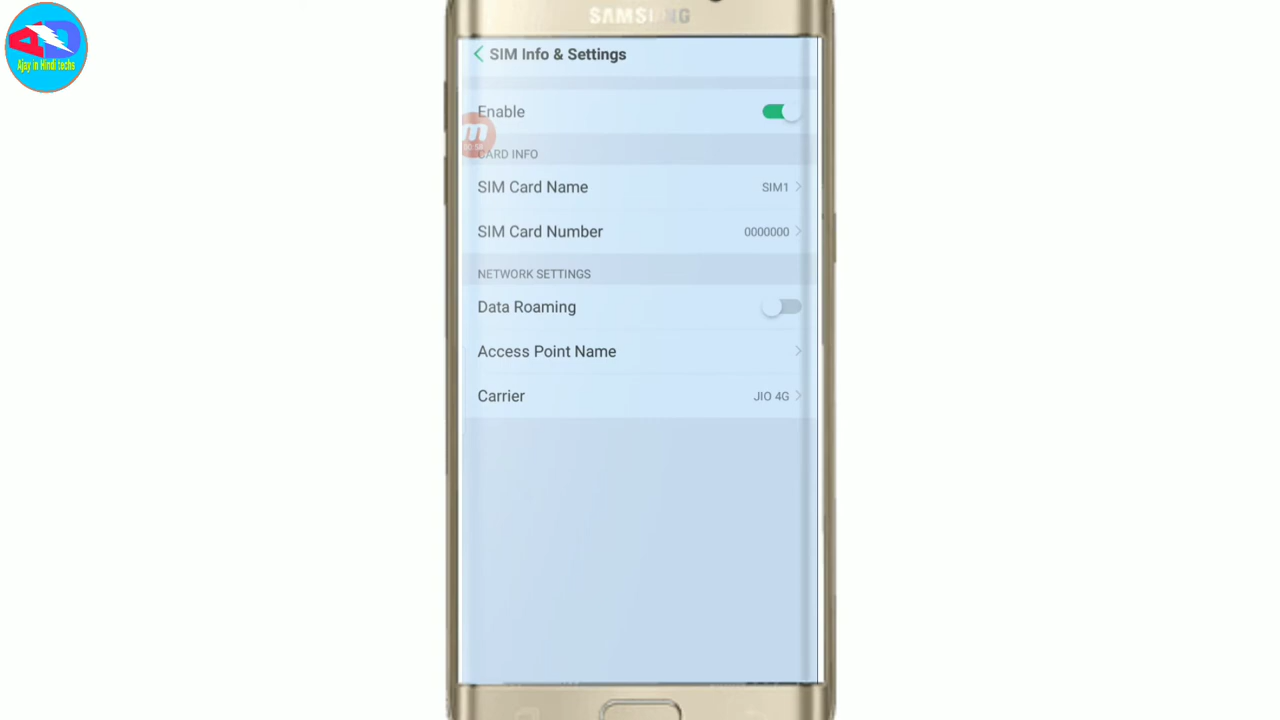 SAMSUNG
Ajay in Hindi techs
SIM Info & Settings
Enable
CARD INFO
SIM Card Name
SIM1
SIM Card Number
0000000
NETWORK SETTINGS
Data Roaming
Access Point Name
Carrier
JIO 4G